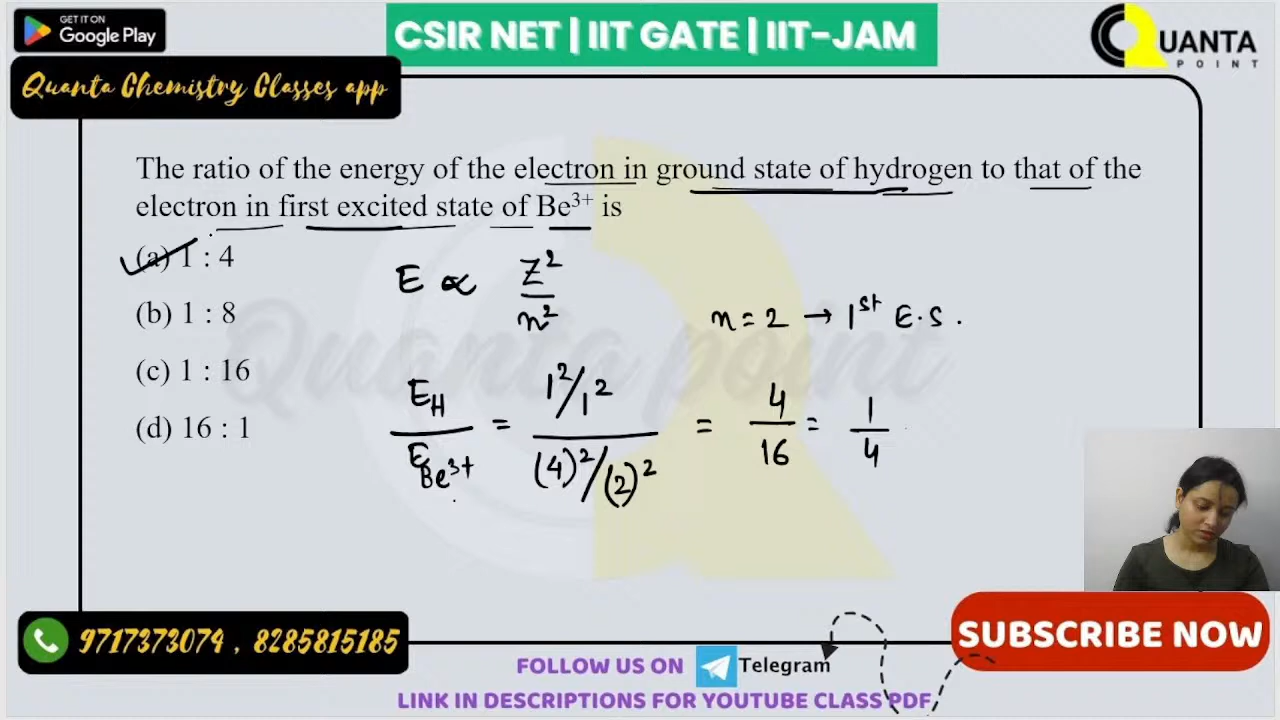 GET IT ON
Google Play
CSIR NET | IIT GATE | IIT-JAM
QUANTA
POINT
Quanta Chemistry Classes app
The ratio of the energy of the electron in ground state of hydrogen to that of the
electron in first excited state of Be³⁺ is
(a) 1 : 4
(b) 1 : 8
(c) 1 : 16
(d) 16 : 1
E ∝ Z²/n²
n = 2 → 1st E.S.
E_H / E_Be³⁺ = 1²/1² / (4)²/(2)² = 4/16 = 1/4
Quanta point
9717373074 , 8285815185
SUBSCRIBE NOW
FOLLOW US ON Telegram
LINK IN DESCRIPTIONS FOR YOUTUBE CLASS PDF